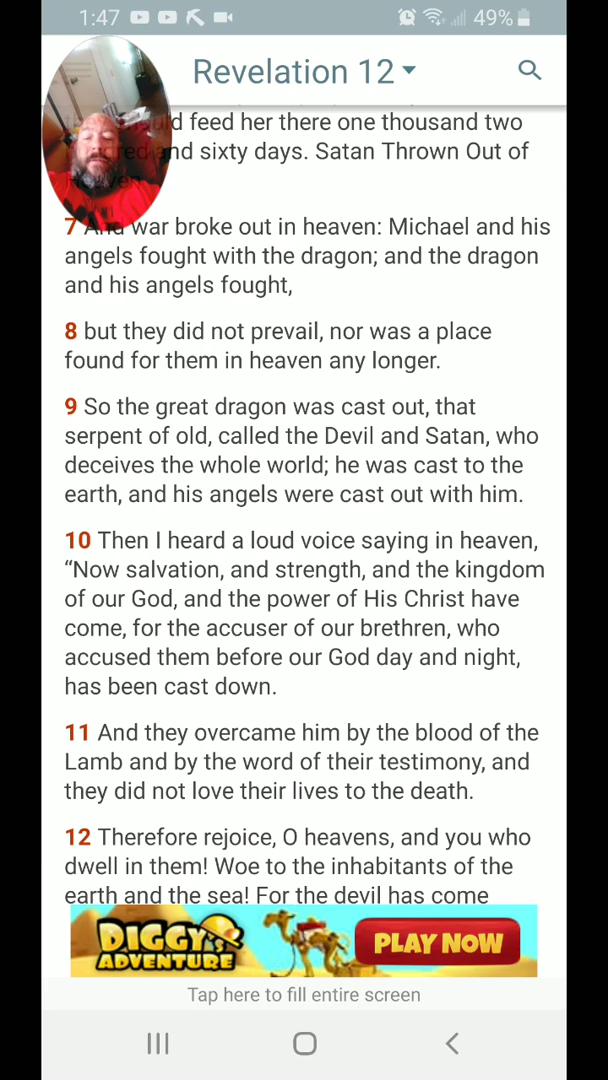 1:47 49%
Revelation 12
feed her there one thousand two
and sixty days. Satan Thrown Out of
7 And war broke out in heaven: Michael and his
angels fought with the dragon; and the dragon
and his angels fought,
8 but they did not prevail, nor was a place
found for them in heaven any longer.
9 So the great dragon was cast out, that
serpent of old, called the Devil and Satan, who
deceives the whole world; he was cast to the
earth, and his angels were cast out with him.
10 Then I heard a loud voice saying in heaven,
“Now salvation, and strength, and the kingdom
of our God, and the power of His Christ have
come, for the accuser of our brethren, who
accused them before our God day and night,
has been cast down.
11 And they overcame him by the blood of the
Lamb and by the word of their testimony, and
they did not love their lives to the death.
12 Therefore rejoice, O heavens, and you who
dwell in them! Woe to the inhabitants of the
earth and the sea! For the devil has come
DIGGY'S
ADVENTURE
PLAY NOW
Tap here to fill entire screen